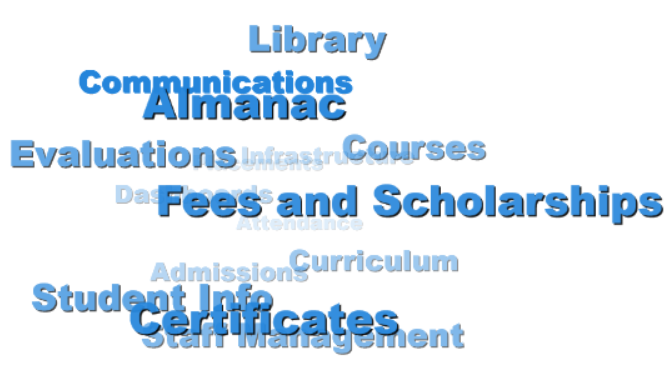 Library
Communications
Almanac
Courses
Evaluations
Infrastructure
Placements
Dashboards
Fees and Scholarships
Attendance
Curriculum
Admissions
Student Info
Certificates
Staff Management